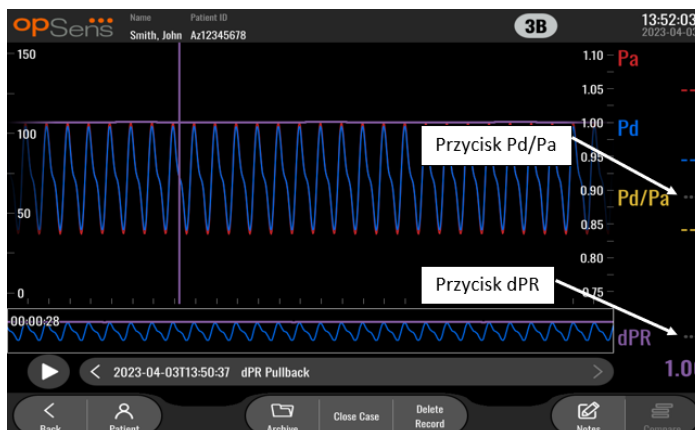 opSens
Name
Patient ID
Smith, John
Az12345678
3B
13:52:03
2023-04-03
150
100
50
0
1.10
1.05
1.00
0.95
0.90
0.85
0.80
0.75
Pa
Pd
Pd/Pa
dPR
Przycisk Pd/Pa
Przycisk dPR
00:00:28
2023-04-03T13:50:37 dPR Pullback
Back
Patient
Archive
Close Case
Delete
Record
Notes
Compare